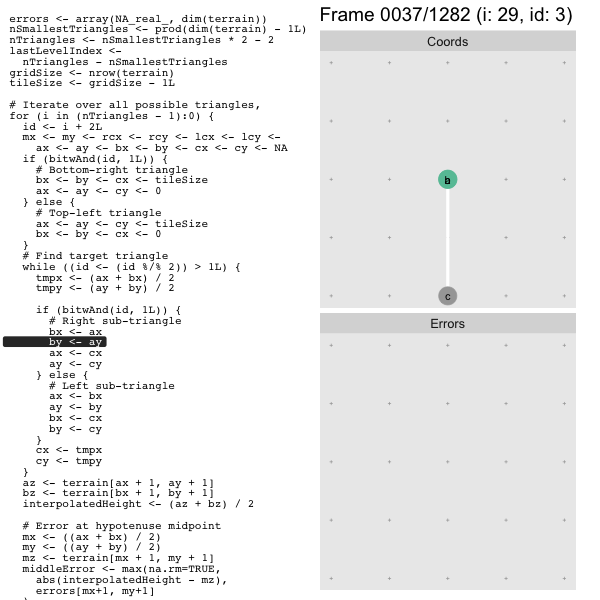 errors <- array(NA_real_, dim(terrain))
nSmallestTriangles <- prod(dim(terrain) - 1L)
nTriangles <- nSmallestTriangles * 2 - 2
lastLevelIndex <-
  nTriangles - nSmallestTriangles
gridSize <- nrow(terrain)
tileSize <- gridSize - 1L

# Iterate over all possible triangles,
for (i in (nTriangles - 1):0) {
  id <- i + 2L
  mx <- my <- rcx <- rcy <- lcx <- lcy <-
    ax <- ay <- bx <- by <- cx <- cy <- NA
  if (bitwAnd(id, 1L)) {
    # Bottom-right triangle
    bx <- by <- cx <- tileSize
    ax <- ay <- cy <- 0
  } else {
    # Top-left triangle
    ax <- ay <- cy <- tileSize
    bx <- by <- cx <- 0
  }
  # Find target triangle
  while ((id <- (id %/% 2)) > 1L) {
    tmpx <- (ax + bx) / 2
    tmpy <- (ay + by) / 2

    if (bitwAnd(id, 1L)) {
      # Right sub-triangle
      bx <- ax
      by <- ay
      ax <- cx
      ay <- cy
    } else {
      # Left sub-triangle
      ax <- bx
      ay <- by
      bx <- cx
      by <- cy
    }
    cx <- tmpx
    cy <- tmpy
  }
  az <- terrain[ax + 1, ay + 1]
  bz <- terrain[bx + 1, by + 1]
  interpolatedHeight <- (az + bz) / 2

  # Error at hypotenuse midpoint
  mx <- ((ax + bx) / 2)
  my <- ((ay + by) / 2)
  mz <- terrain[mx + 1, my + 1]
  middleError <- max(na.rm=TRUE,
    abs(interpolatedHeight - mz),
    errors[mx+1, my+1]
Frame 0037/1282 (i: 29, id: 3)
Coords
b
c
Errors